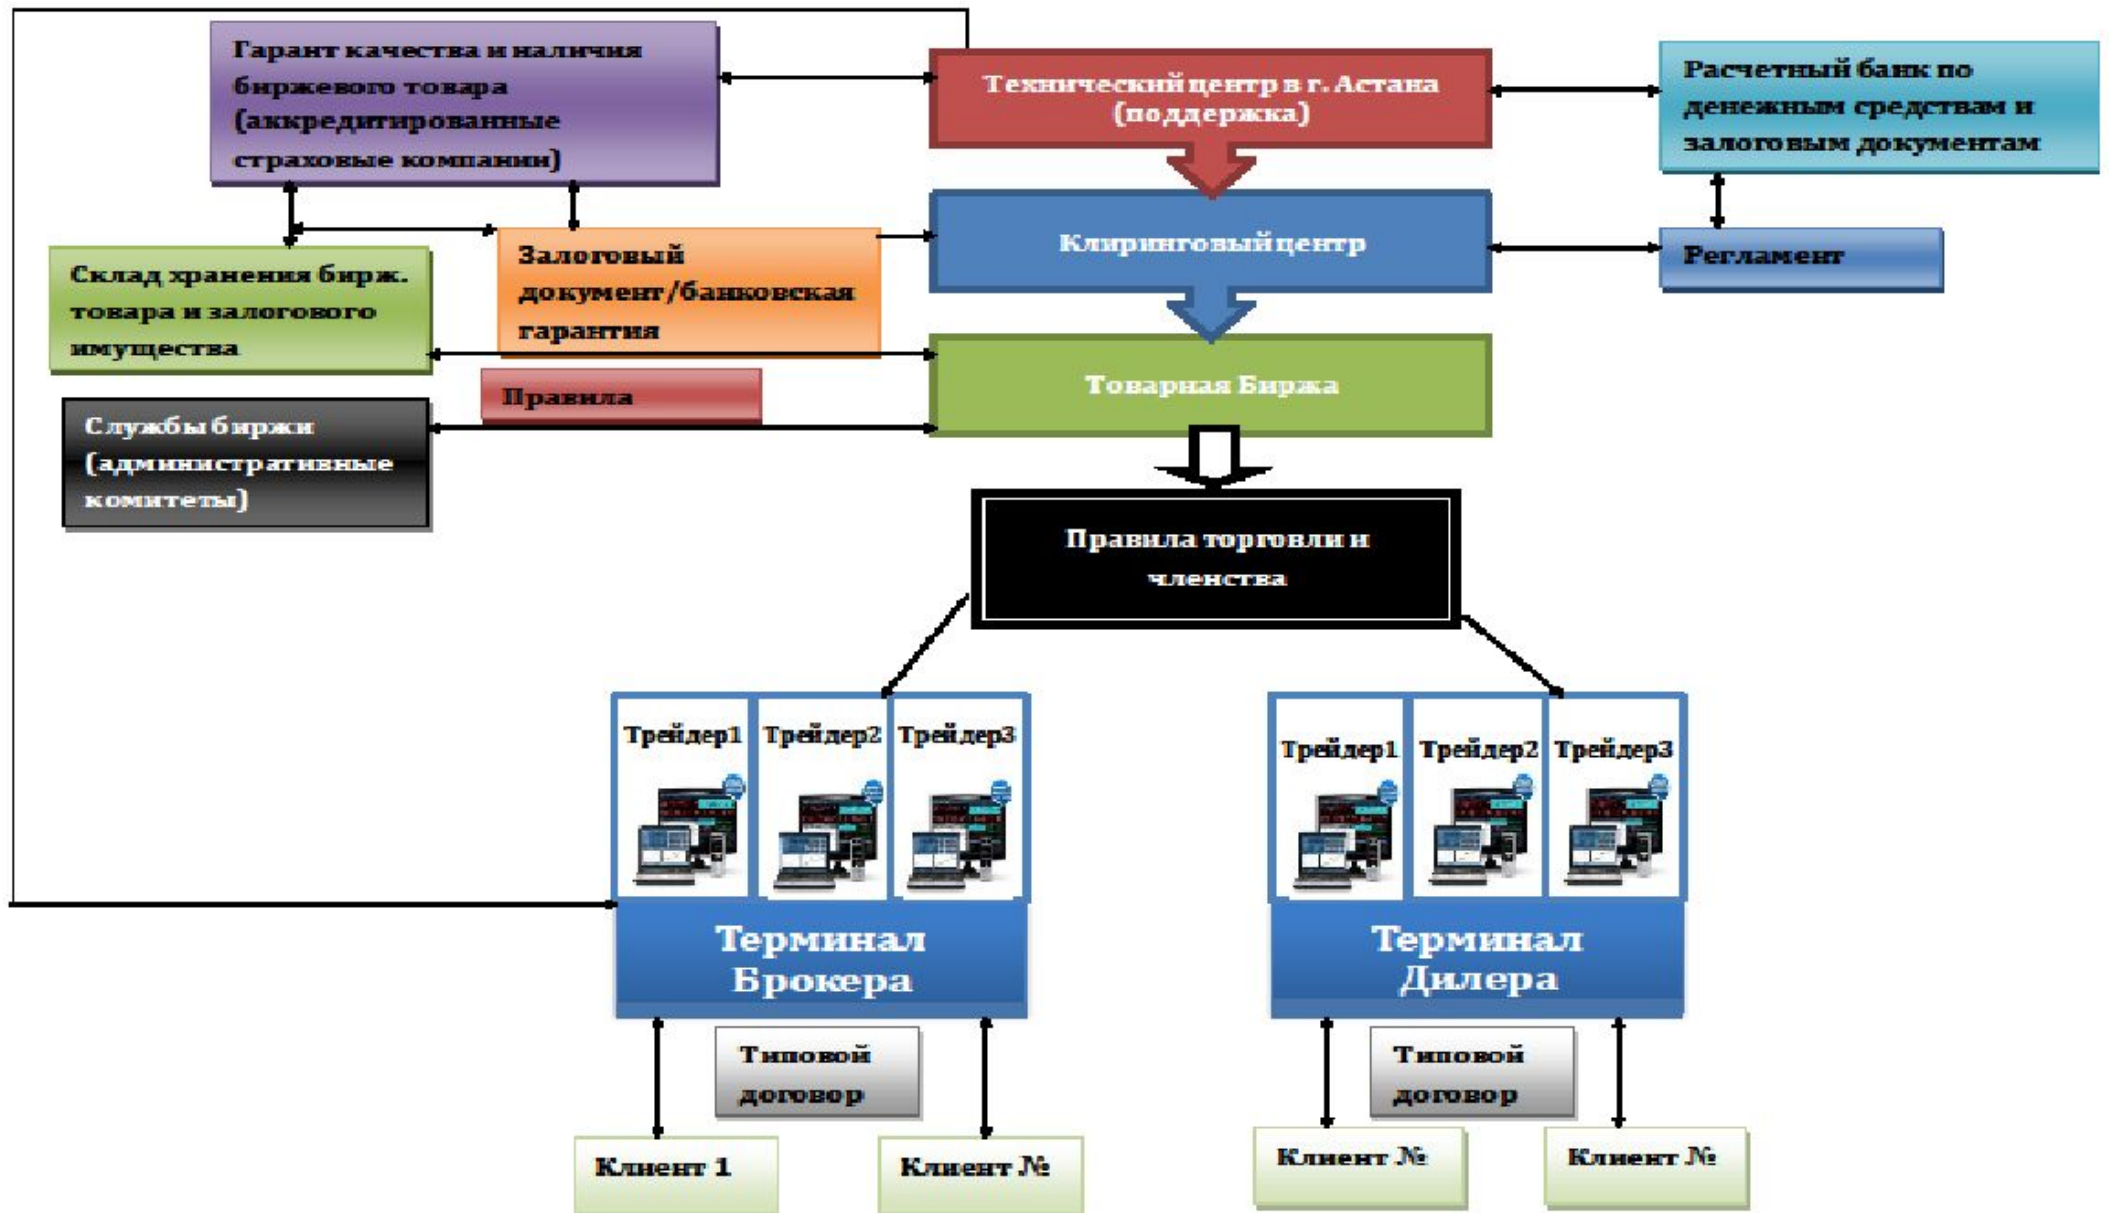 Гарант качества и наличия
биржевого товара
(аккредитированные
страховые компании)
Технический центр в г. Астана
(поддержка)
Расчетный банк по
денежным средствам и
залоговым документам
Клиринговый центр
Регламент
Склад хранения бирж.
товара и залогового
имущества
Залоговый
документ/банковская
гарантия
Товарная Биржа
Правила
Службы биржи
(административные
комитеты)
Правила торговли и
членства
Трейдер1
Трейдер2
Трейдер3
Трейдер1
Трейдер2
Трейдер3
Терминал
Брокера
Терминал
Дилера
Типовой
договор
Типовой
договор
Клиент 1
Клиент №
Клиент №
Клиент №